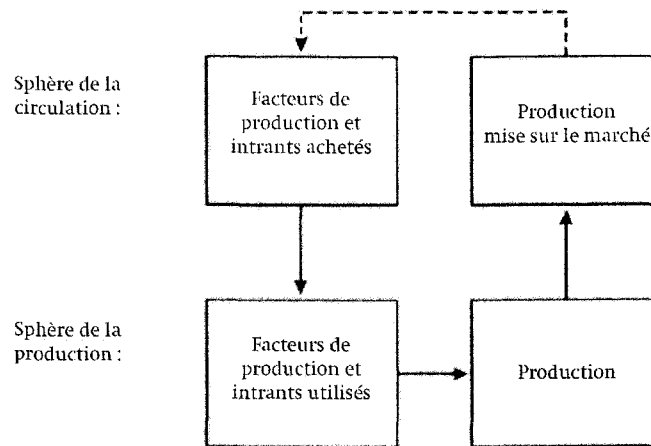 Sphère de la
circulation :
Facteurs de
production et
intrants achetés
Production
mise sur le marché
Sphère de la
production :
Facteurs de
production et
intrants utilisés
Production